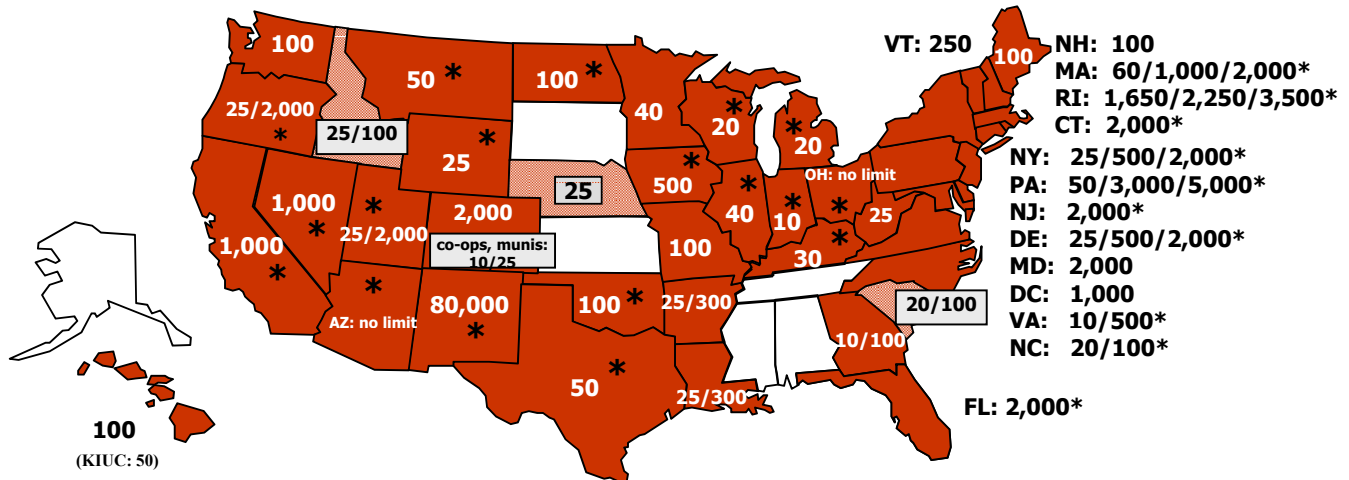 100
50 *
100 *
25/2,000
*
25/100
25 *
40
20 *
20 *
25
500 *
40 *
10 *
OH: no limit
*
25
1,000
*
1,000
*
25/2,000
*
2,000
co-ops, munis:
10/25
100
30 *
AZ: no limit
*
80,000
*
100 *
25/300
50 *
25/300
10/100
20/100
100
(KIUC: 50)
100
VT: 250
NH: 100
MA: 60/1,000/2,000*
RI: 1,650/2,250/3,500*
CT: 2,000*
NY: 25/500/2,000*
PA: 50/3,000/5,000*
NJ: 2,000*
DE: 25/500/2,000*
MD: 2,000
DC: 1,000
VA: 10/500*
NC: 20/100*
FL: 2,000*